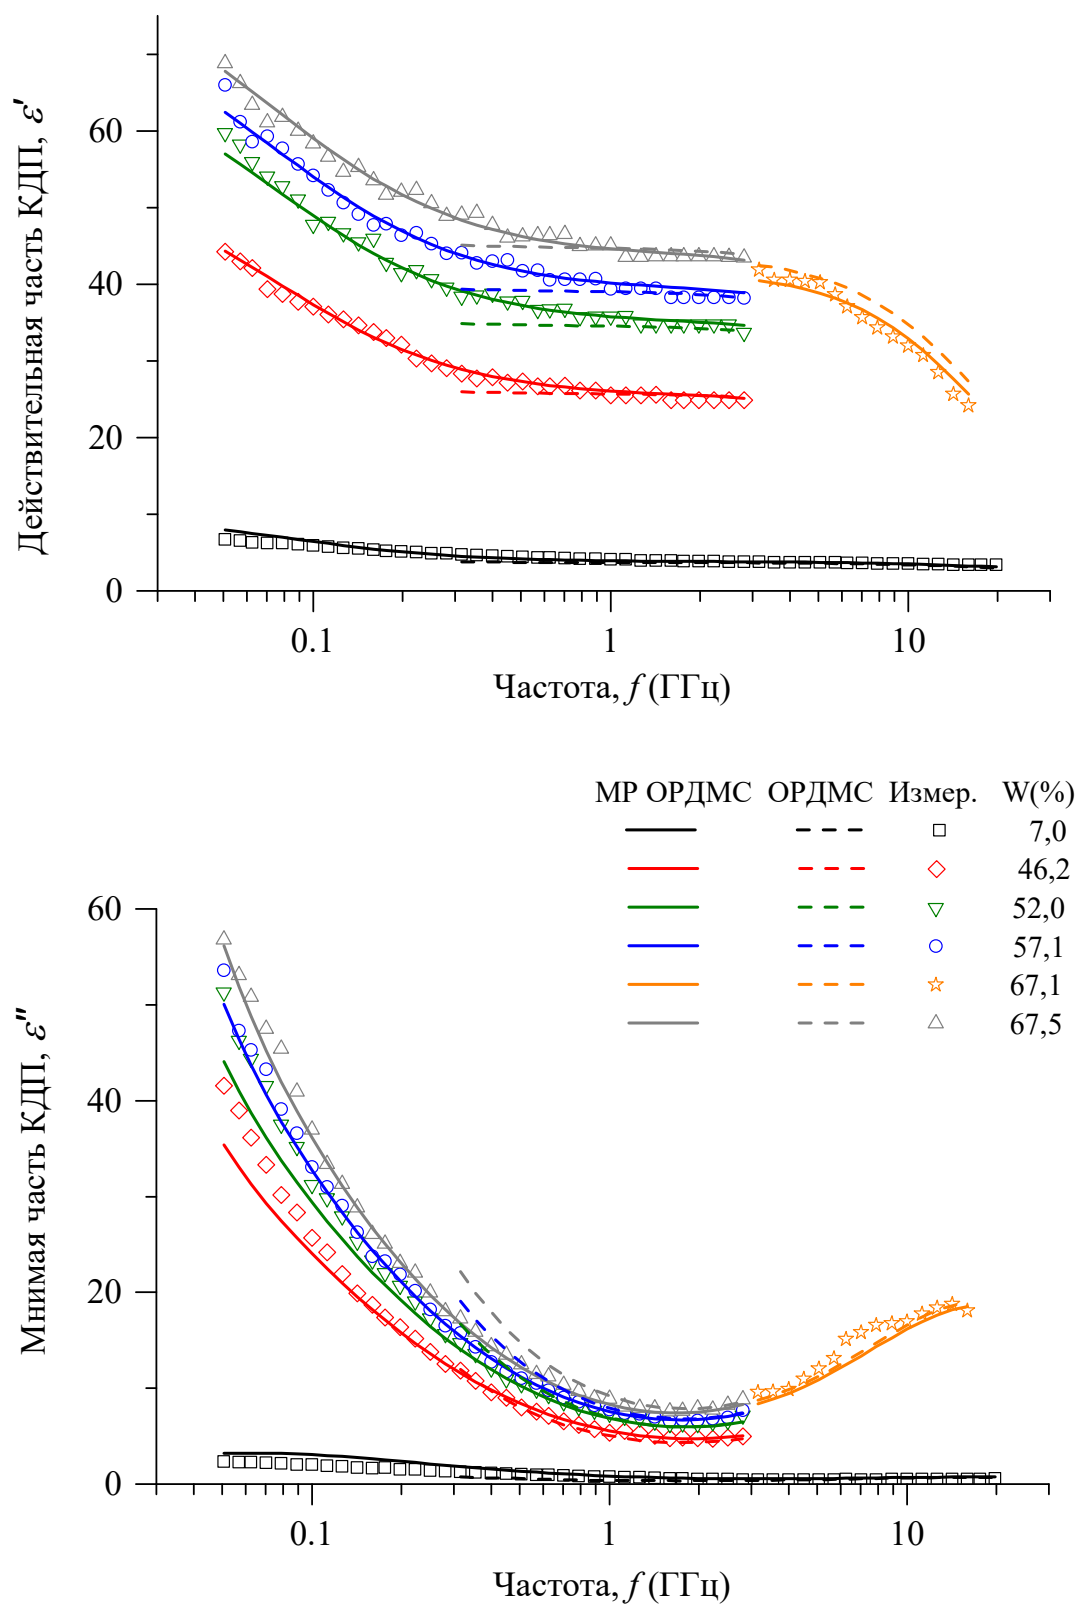 Действительная часть КДП, ε'
60
40
20
0
0.1 1 10
Частота, f (ГГц)
МР ОРДМС ОРДМС Измер. W(%)
7,0
46,2
52,0
57,1
67,1
67,5
Мнимая часть КДП, ε"
60
40
20
0
0.1 1 10
Частота, f (ГГц)